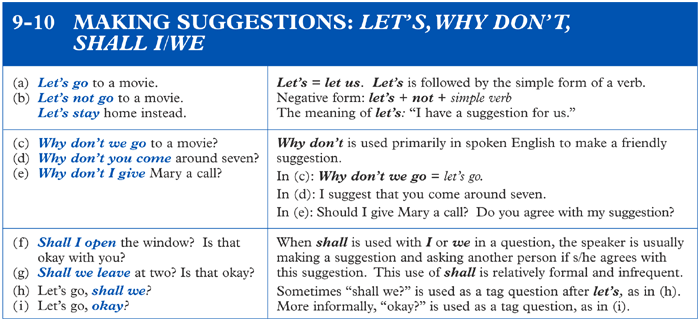 9-10 MAKING SUGGESTIONS: LET'S, WHY DON'T,
SHALL I/WE
(a) Let's go to a movie.
(b) Let's not go to a movie.
Let's stay home instead.
Let's = let us. Let's is followed by the simple form of a verb.
Negative form: let's + not + simple verb
The meaning of let's: "I have a suggestion for us."
(c) Why don't we go to a movie?
(d) Why don't you come around seven?
(e) Why don't I give Mary a call?
Why don't is used primarily in spoken English to make a friendly
suggestion.
In (c): Why don't we go = let's go.
In (d): I suggest that you come around seven.
In (e): Should I give Mary a call? Do you agree with my suggestion?
(f) Shall I open the window? Is that
okay with you?
(g) Shall we leave at two? Is that okay?
(h) Let's go, shall we?
(i) Let's go, okay?
When shall is used with I or we in a question, the speaker is usually
making a suggestion and asking another person if s/he agrees with
this suggestion. This use of shall is relatively formal and infrequent.
Sometimes "shall we?" is used as a tag question after let's, as in (h).
More informally, "okay?" is used as a tag question, as in (i).